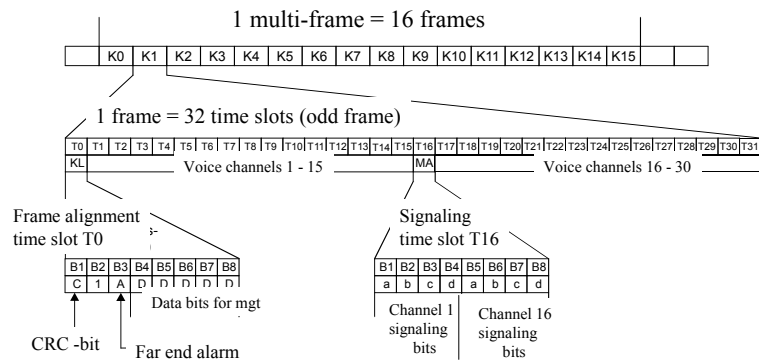 1 multi-frame = 16 frames
K0 K1 K2 K3 K4 K5 K6 K7 K8 K9 K10 K11 K12 K13 K14 K15
1 frame = 32 time slots (odd frame)
T0 T1 T2 T3 T4 T5 T6 T7 T8 T9 T10 T11 T12 T13 T14 T15 T16 T17 T18 T19 T20 T21 T22 T23 T24 T25 T26 T27 T28 T29 T30 T31
KL Voice channels 1 - 15 MA Voice channels 16 - 30
Frame alignment
time slot T0
s-
Signaling
time slot T16
B1 B2 B3 B4 B5 B6 B7 B8
C 1 A D D D D D
Data bits for mgt
CRC -bit
Far end alarm
B1 B2 B3 B4 B5 B6 B7 B8
a b c d a b c d
Channel 1
signaling
bits
Channel 16
signaling
bits